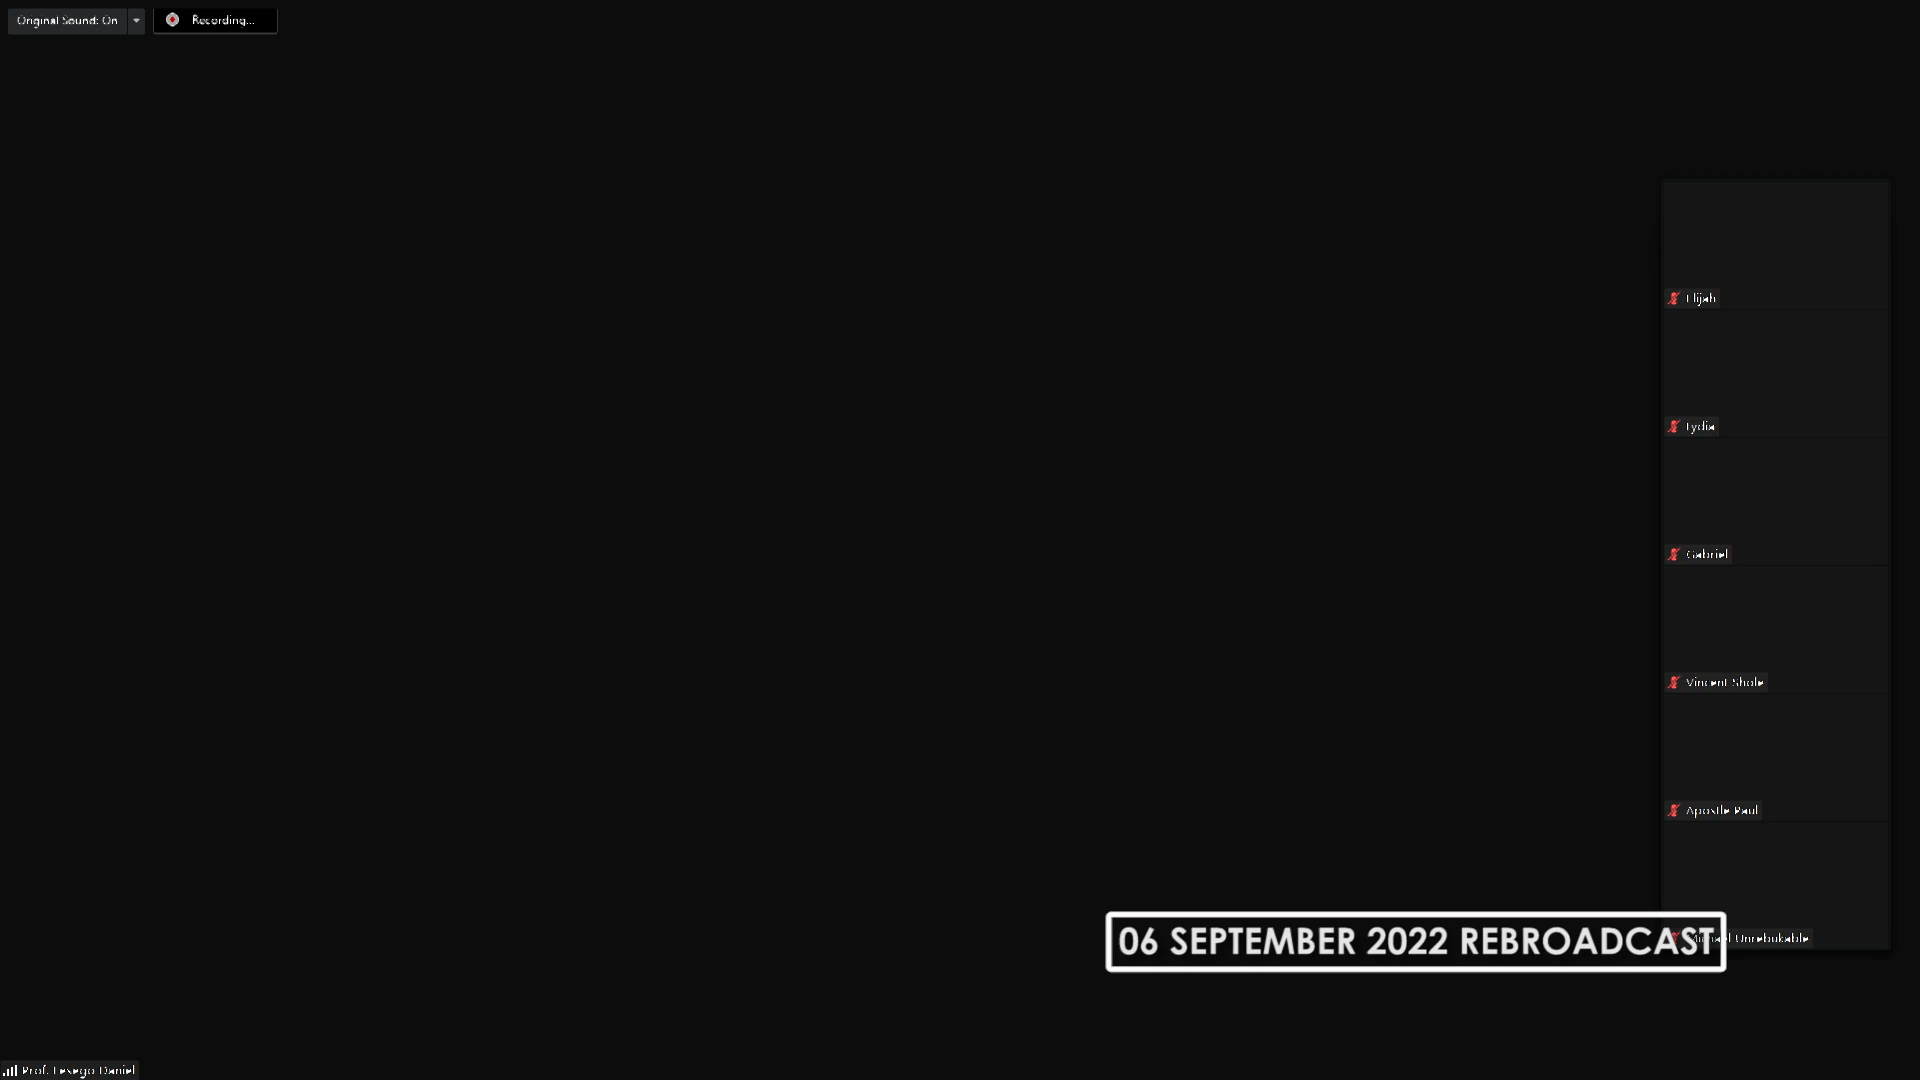 Original Sound: On
Recording...
Elijah
Lydia
Gabriel
Vincent Shole
Apostle Paul
Unrebukable
06 SEPTEMBER 2022 REBROADCAST
Prof. Lesego Daniel